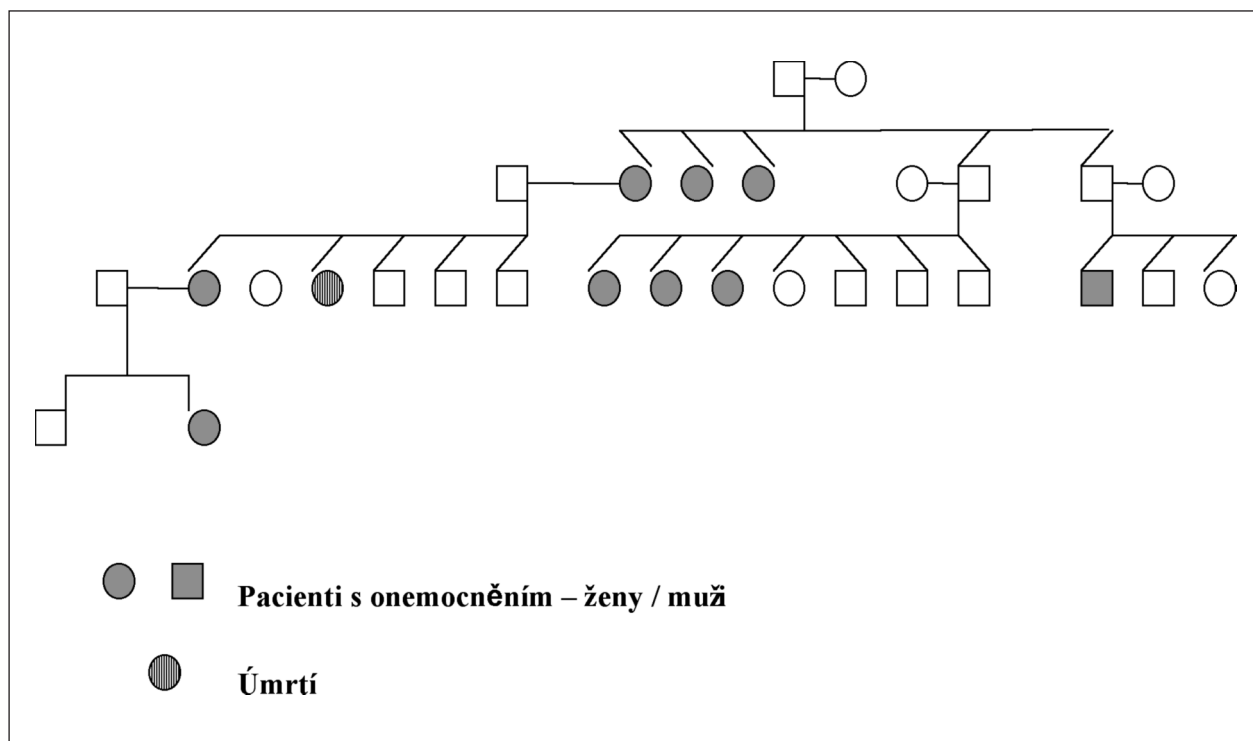 Pacienti s onemocněním – ženy / muži
Úmrtí